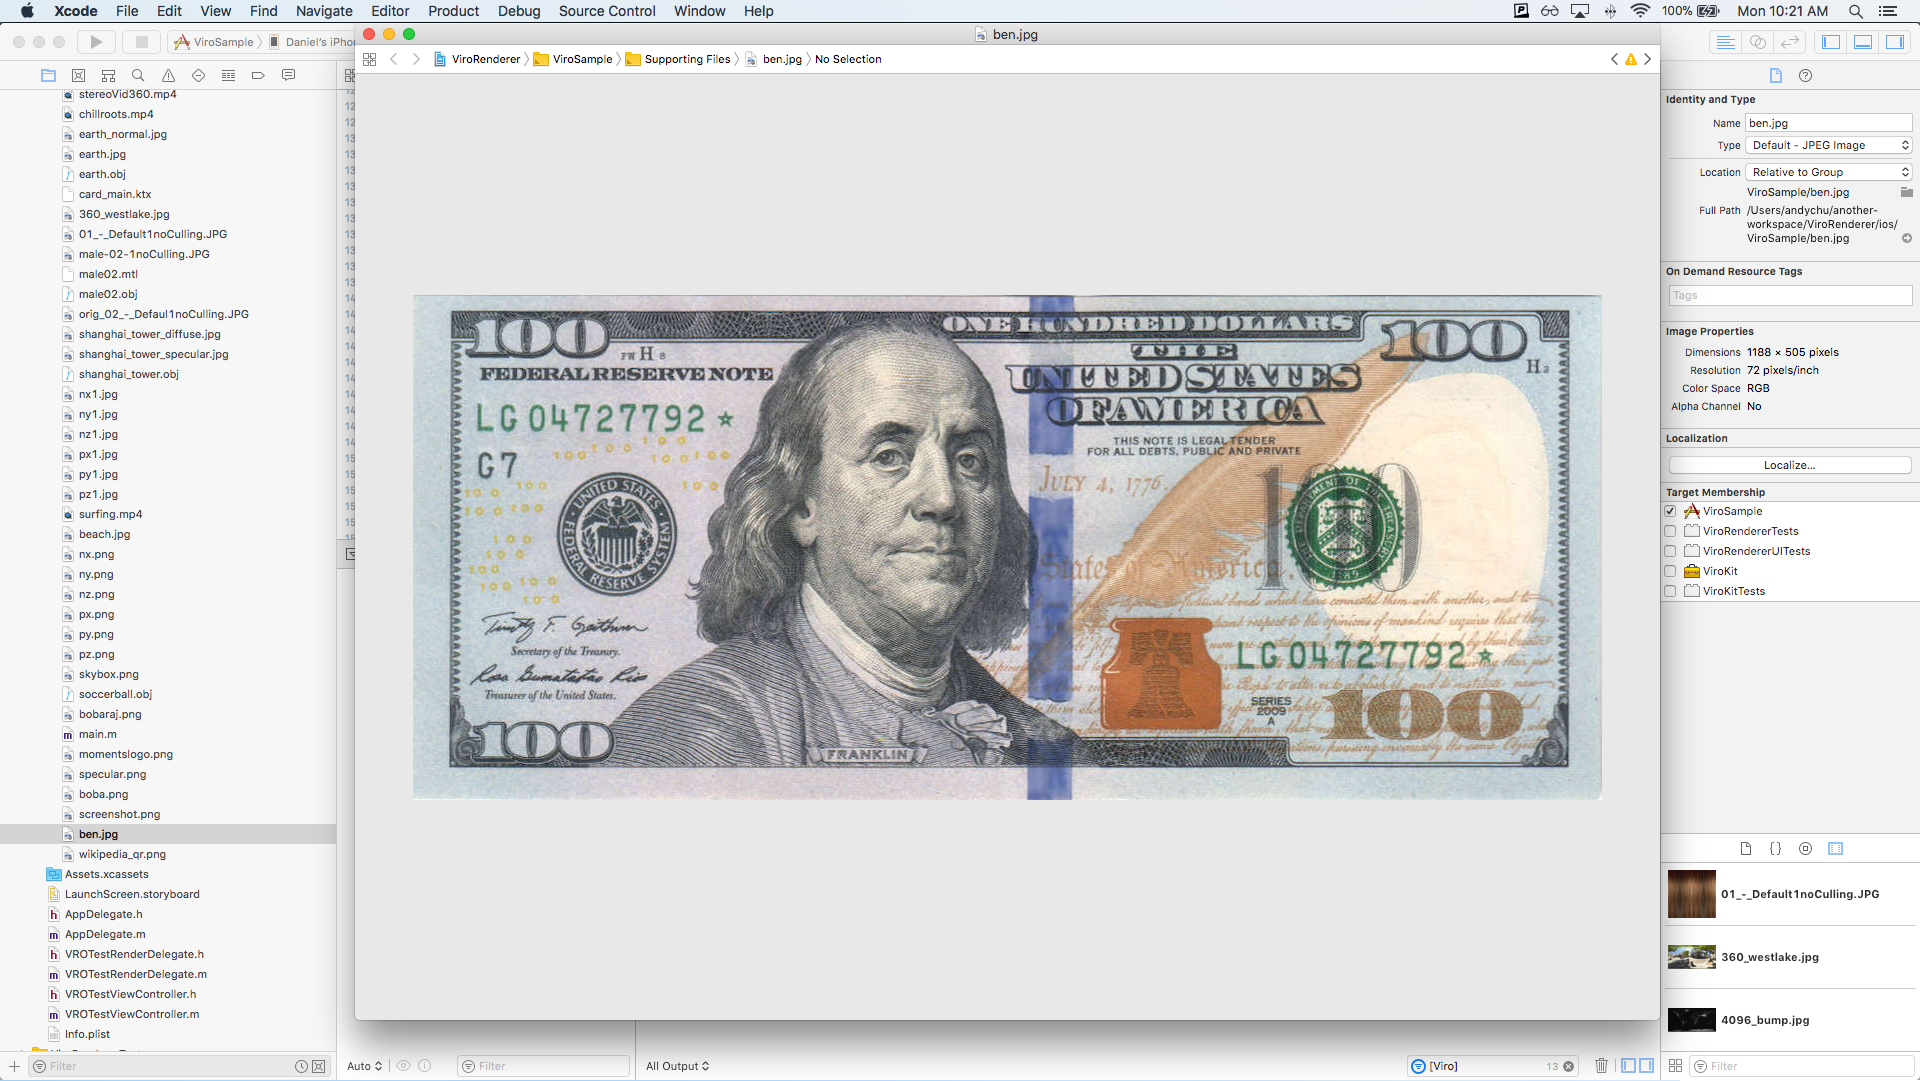 Xcode File Edit View Find Navigate Editor Product Debug Source Control Window Help
100% Mon 10:21 AM
ViroSample Daniel's iPho
ben.jpg
ViroRenderer ViroSample Supporting Files ben.jpg No Selection
stereoVid360.mp4
chillroots.mp4
earth_normal.jpg
earth.jpg
earth.obj
card_main.ktx
360_westlake.jpg
01_-_Default1noCulling.JPG
male-02-1noCulling.JPG
male02.mtl
male02.obj
orig_02_-_Defaul1noCulling.JPG
shanghai_tower_diffuse.jpg
shanghai_tower_specular.jpg
shanghai_tower.obj
nx1.jpg
ny1.jpg
nz1.jpg
px1.jpg
py1.jpg
pz1.jpg
surfing.mp4
beach.jpg
nx.png
ny.png
nz.png
px.png
py.png
pz.png
skybox.png
soccerball.obj
bobaraj.png
main.m
momentslogo.png
specular.png
boba.png
screenshot.png
ben.jpg
wikipedia_qr.png
Assets.xcassets
LaunchScreen.storyboard
AppDelegate.h
AppDelegate.m
VROTestRenderDelegate.h
VROTestRenderDelegate.m
VROTestViewController.h
VROTestViewController.m
Info.plist
Filter
100
FW H 8
FEDERAL RESERVE NOTE
LG 04727792 ★
G7
UNITED STATES
FEDERAL RESERVE SYSTEM
Secretary of the Treasury.
Treasurer of the United States.
100
FRANKLIN
ONE HUNDRED DOLLARS
THE
UNITED STATES
OF AMERICA
THIS NOTE IS LEGAL TENDER
FOR ALL DEBTS, PUBLIC AND PRIVATE
JULY 4, 1776.
100
H a
100
States of America.
LG 04727792 ★
SERIES
2009
A
100
Auto
Filter
All Output
[Viro] 13
Identity and Type
Name ben.jpg
Type Default - JPEG Image
Location Relative to Group
ViroSample/ben.jpg
Full Path /Users/andychu/another-
workspace/ViroRenderer/ios/
ViroSample/ben.jpg
On Demand Resource Tags
Tags
Image Properties
Dimensions 1188 × 505 pixels
Resolution 72 pixels/inch
Color Space RGB
Alpha Channel No
Localization
Localize...
Target Membership
ViroSample
ViroRendererTests
ViroRendererUITests
ViroKit
ViroKitTests
01_-_Default1noCulling.JPG
360_westlake.jpg
4096_bump.jpg
Filter